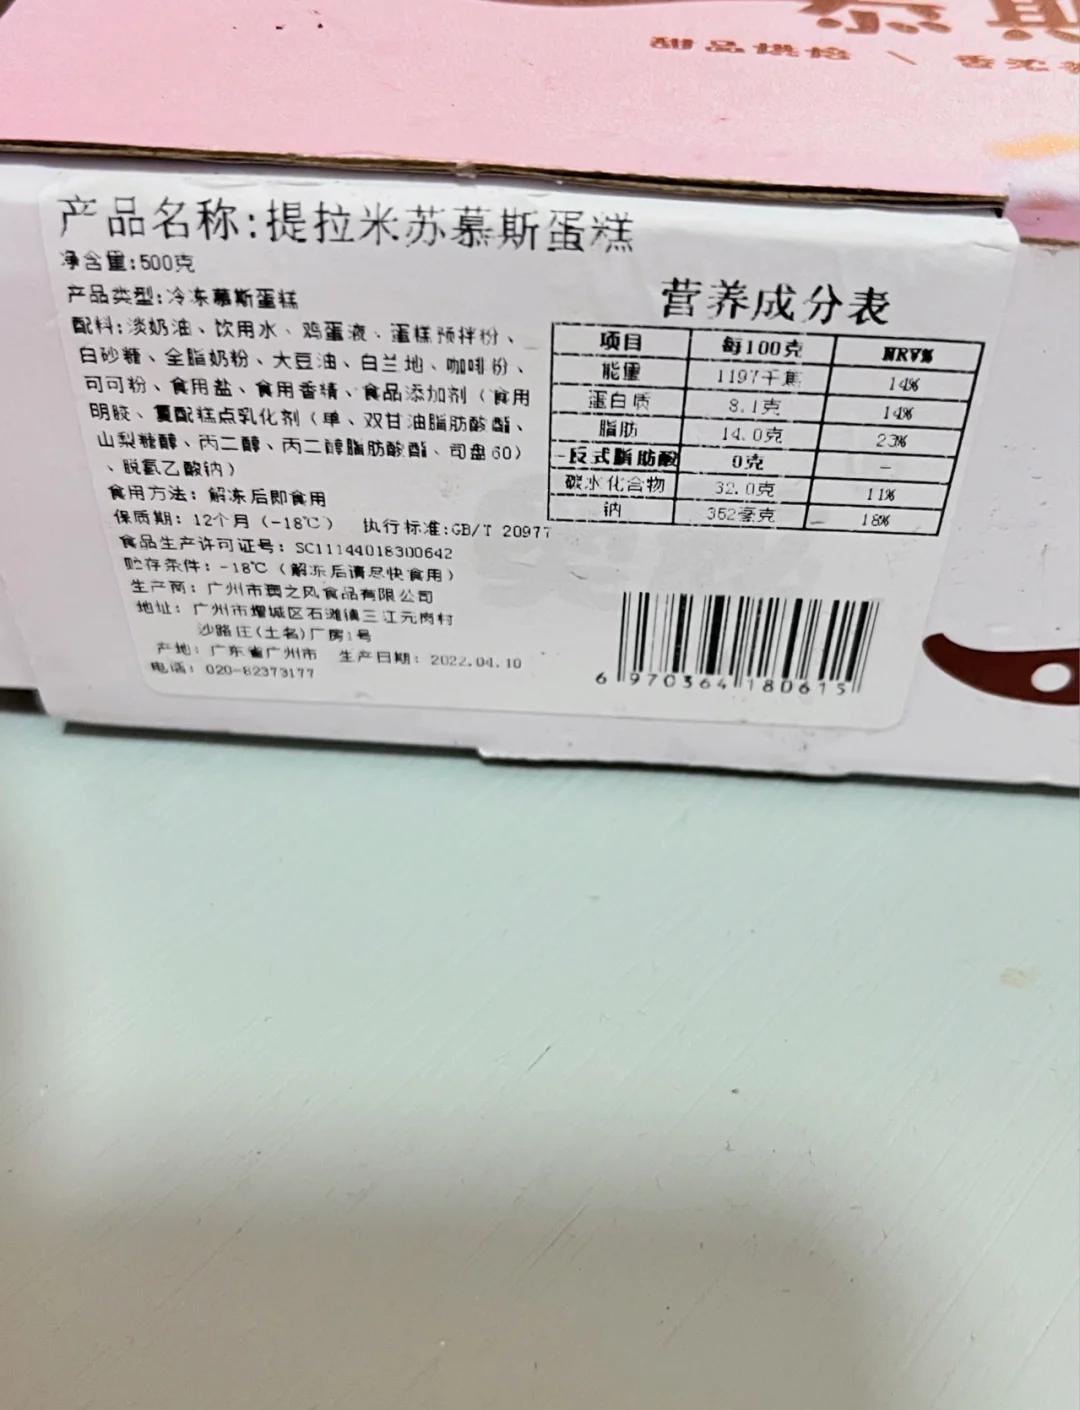 甜品烘焙 /
产品名称:提拉米苏慕斯蛋糕
净含量:500克
产品类型:冷冻慕斯蛋糕
配料:淡奶油、饮用水、鸡蛋液、蛋糕预拌粉、
白砂糖、全脂奶粉、大豆油、白兰地、咖啡粉、
可可粉、食用盐、食用香精、食品添加剂（食用
明胶、复配糕点乳化剂（单、双甘油脂肪酸酯、
山梨糖醇、丙二醇、丙二醇脂肪酸酯、司盘60）
、脱氢乙酸钠）
食用方法: 解冻后即食用
保质期: 12个月（-18℃） 执行标准:GB/T 20977
食品生产许可证号: SC11144018300642
贮存条件: -18℃（解冻后请尽快食用）
生产商: 广州市澳之风食品有限公司
地址: 广州市增城区石滩镇三江元岗村
沙路庄(土名)厂房1号
产地: 广东省广州市 生产日期: 2022.04.10
电话: 020-82373177
营养成分表
项目 每100克 NRV%
能量 1197千焦 14%
蛋白质 8.1克 14%
脂肪 14.0克 23%
-反式脂肪酸 0克 -
碳水化合物 32.0克 11%
钠 352毫克 18%
6 970364 180615